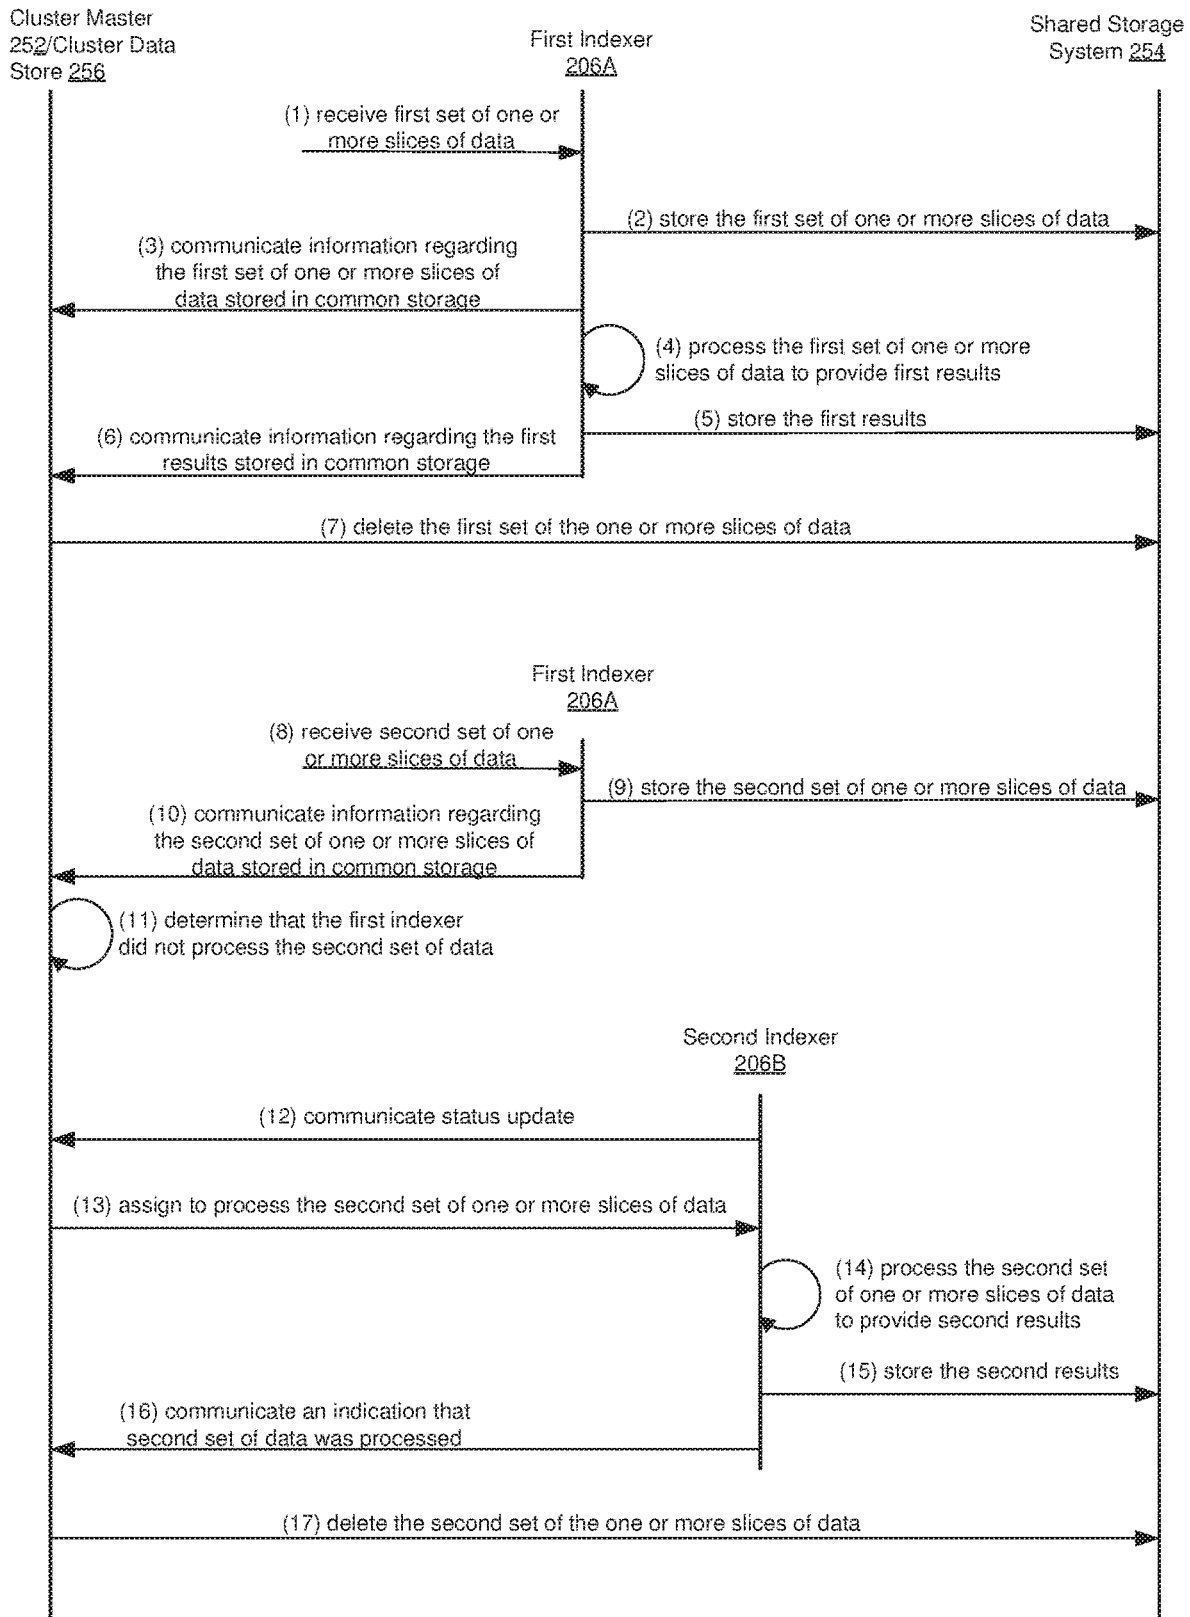 Cluster Master
252/Cluster Data
Store 256
First Indexer
206A
Shared Storage
System 254
(1) receive first set of one or
more slices of data
(2) store the first set of one or more slices of data
(3) communicate information regarding
the first set of one or more slices of
data stored in common storage
(4) process the first set of one or more
slices of data to provide first results
(5) store the first results
(6) communicate information regarding the first
results stored in common storage
(7) delete the first set of the one or more slices of data
First Indexer
206A
(8) receive second set of one
or more slices of data
(9) store the second set of one or more slices of data
(10) communicate information regarding
the second set of one or more slices of
data stored in common storage
(11) determine that the first indexer
did not process the second set of data
Second Indexer
206B
(12) communicate status update
(13) assign to process the second set of one or more slices of data
(14) process the second set
of one or more slices of data
to provide second results
(15) store the second results
(16) communicate an indication that
second set of data was processed
(17) delete the second set of the one or more slices of data